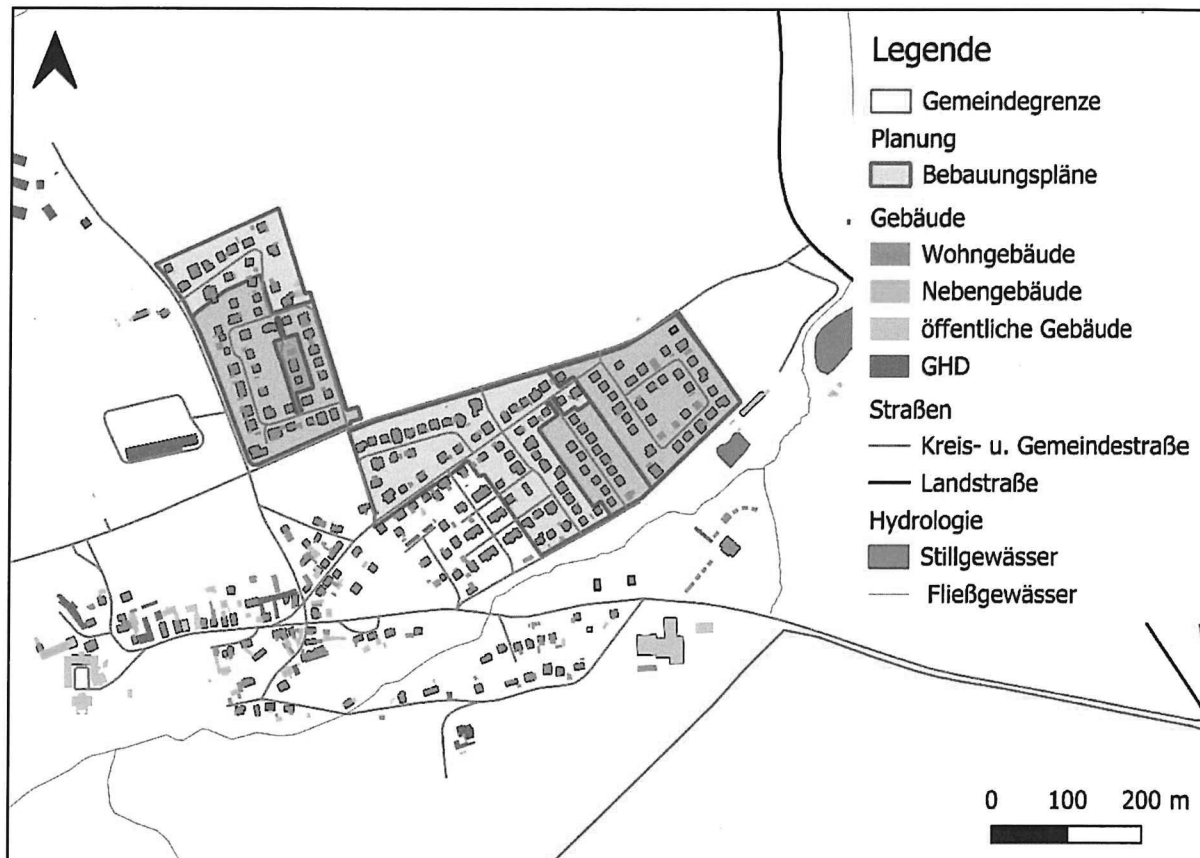 Legende
Gemeindegrenze
Planung
Bebauungspläne
Gebäude
Wohngebäude
Nebengebäude
öffentliche Gebäude
GHD
Straßen
Kreis- u. Gemeindestraße
Landstraße
Hydrologie
Stillgewässer
Fließgewässer
0 100 200 m